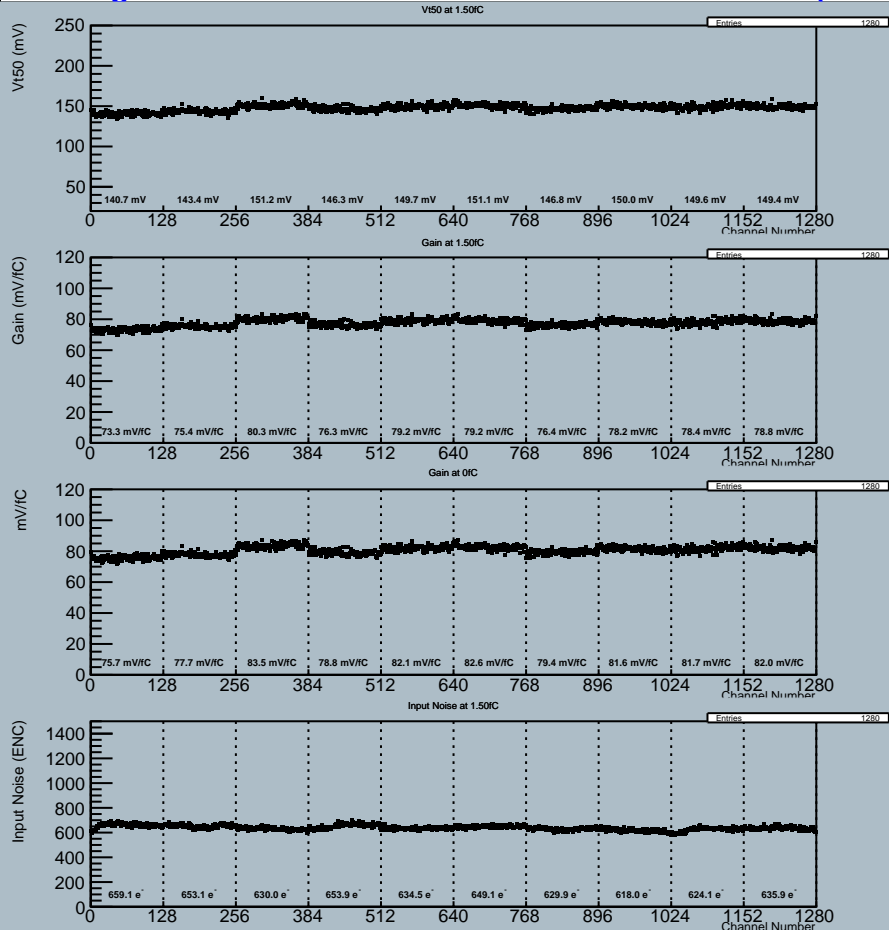 Vt50 at 1.50fC
Entries 1280
Vt50 (mV)
250
200
150
100
50
140.7 mV 143.4 mV 151.2 mV 146.3 mV 149.7 mV 151.1 mV 146.8 mV 150.0 mV 149.6 mV 149.4 mV
0 128 256 384 512 640 768 896 1024 1152 1280
Channel Number
Gain at 1.50fC
Entries 1280
Gain (mV/fC)
120
100
80
60
40
20
0
73.3 mV/fC 75.4 mV/fC 80.3 mV/fC 76.3 mV/fC 79.2 mV/fC 79.2 mV/fC 76.4 mV/fC 78.2 mV/fC 78.4 mV/fC 78.8 mV/fC
0 128 256 384 512 640 768 896 1024 1152 1280
Channel Number
Gain at 0fC
Entries 1280
mV/fC
120
100
80
60
40
20
0
75.7 mV/fC 77.7 mV/fC 83.5 mV/fC 78.8 mV/fC 82.1 mV/fC 82.6 mV/fC 79.4 mV/fC 81.6 mV/fC 81.7 mV/fC 82.0 mV/fC
0 128 256 384 512 640 768 896 1024 1152 1280
Channel Number
Input Noise at 1.50fC
Entries 1280
Input Noise (ENC)
1400
1200
1000
800
600
400
200
0
659.1 e⁻ 653.1 e⁻ 630.0 e⁻ 653.9 e⁻ 634.5 e⁻ 649.1 e⁻ 629.9 e⁻ 618.0 e⁻ 624.1 e⁻ 635.9 e⁻
0 128 256 384 512 640 768 896 1024 1152 1280
Channel Number